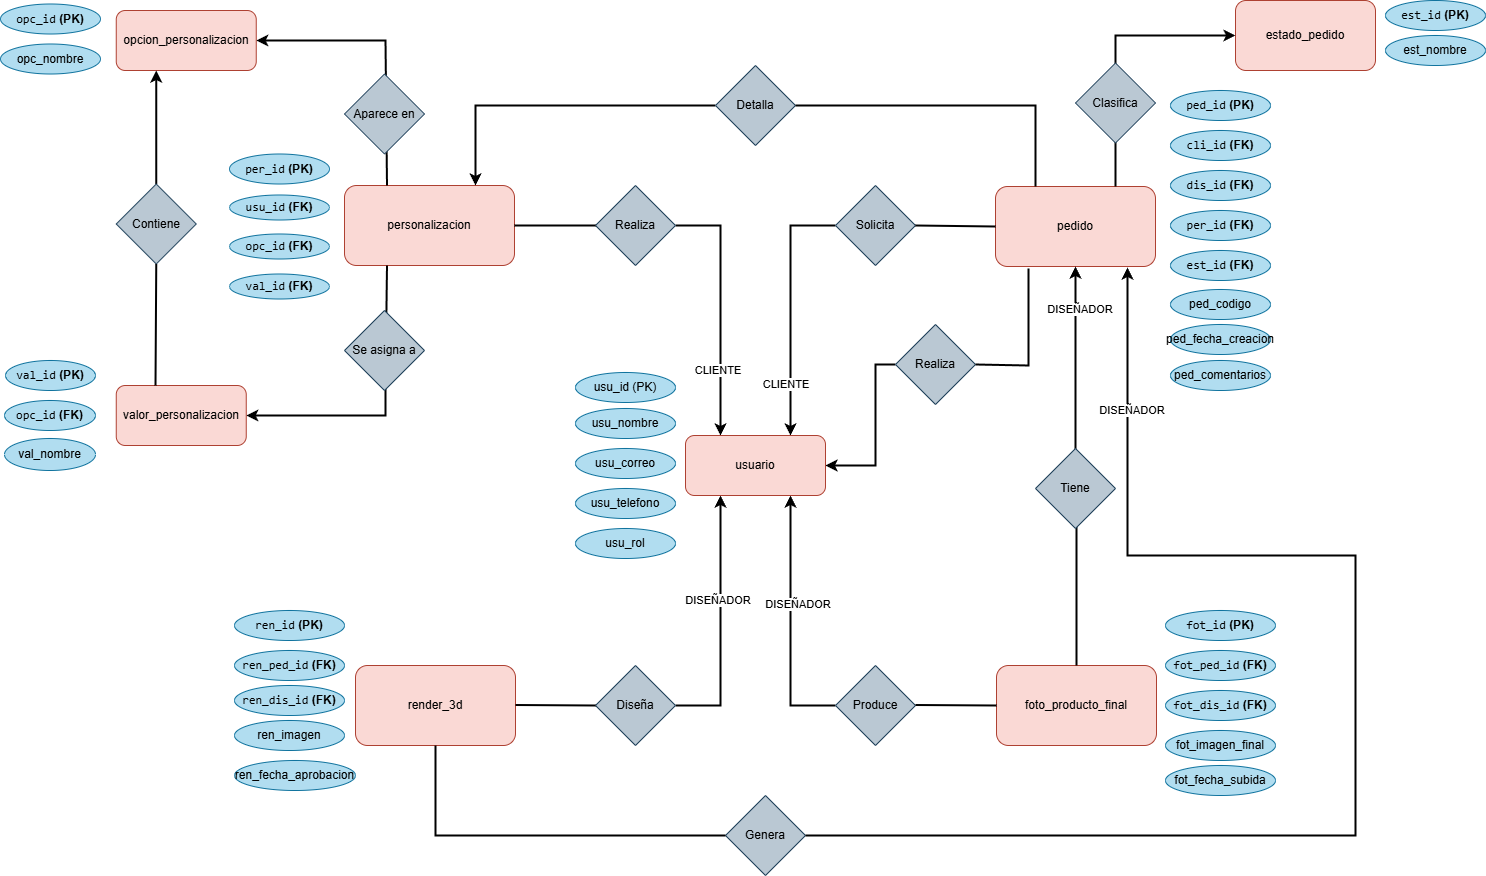 opc_id (PK)
opc_nombre
opcion_personalizacion
Aparece en
Contiene
per_id (PK)
usu_id (FK)
opc_id (FK)
val_id (FK)
personalizacion
Se asigna a
val_id (PK)
opc_id (FK)
val_nombre
valor_personalizacion
Detalla
Realiza
Solicita
Realiza
CLIENTE
CLIENTE
Clasifica
estado_pedido
est_id (PK)
est_nombre
pedido
ped_id (PK)
cli_id (FK)
dis_id (FK)
per_id (FK)
est_id (FK)
ped_codigo
ped_fecha_creacion
ped_comentarios
DISEÑADOR
DISEÑADOR
usu_id (PK)
usu_nombre
usu_correo
usu_telefono
usu_rol
usuario
Tiene
DISEÑADOR
DISEÑADOR
ren_id (PK)
ren_ped_id (FK)
ren_dis_id (FK)
ren_imagen
ren_fecha_aprobacion
render_3d
Diseña
Produce
foto_producto_final
fot_id (PK)
fot_ped_id (FK)
fot_dis_id (FK)
fot_imagen_final
fot_fecha_subida
Genera